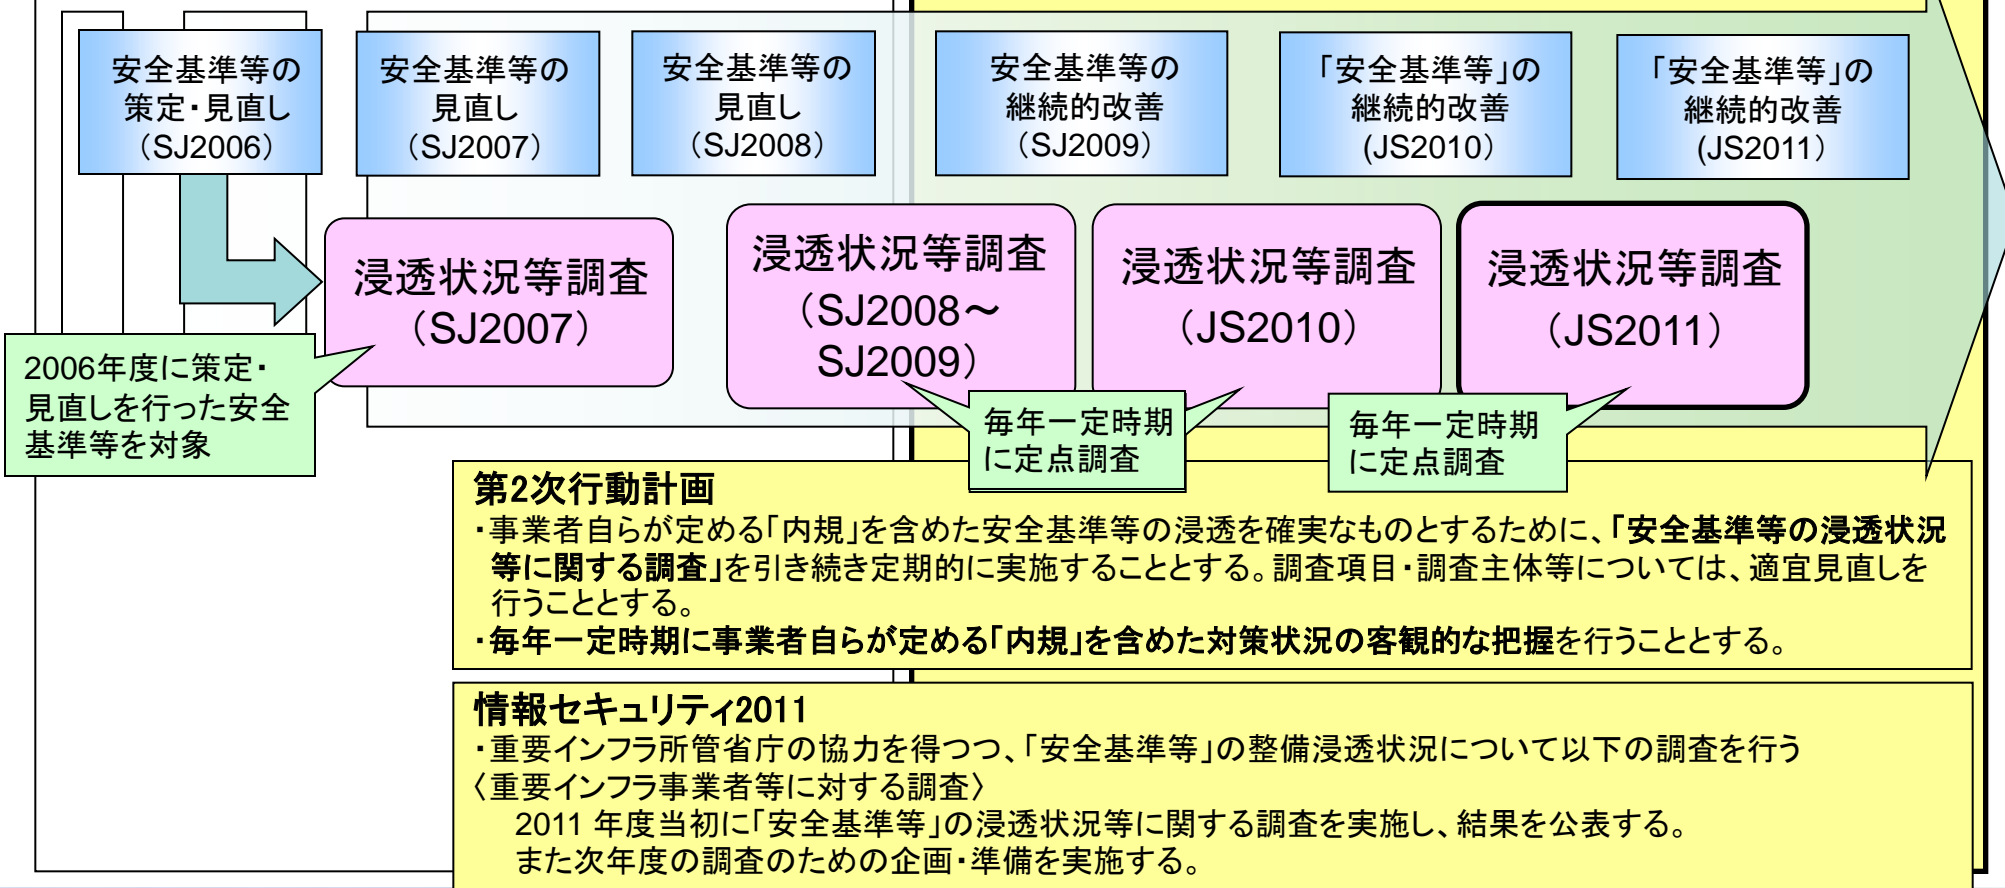 安全基準等の
策定・見直し
（SJ2006）
安全基準等の
見直し
（SJ2007）
安全基準等の
見直し
（SJ2008）
安全基準等の
継続的改善
（SJ2009）
「安全基準等」の
継続的改善
(JS2010）
「安全基準等」の
継続的改善
(JS2011）
浸透状況等調査
（SJ2007）
浸透状況等調査
（SJ2008～
SJ2009）
浸透状況等調査
（JS2010）
浸透状況等調査
（JS2011）
2006年度に策定・
見直しを行った安全
基準等を対象
毎年一定時期
に定点調査
毎年一定時期
に定点調査
第2次行動計画
・事業者自らが定める「内規」を含めた安全基準等の浸透を確実なものとするために、「安全基準等の浸透状況
等に関する調査」を引き続き定期的に実施することとする。調査項目・調査主体等については、適宜見直しを
行うこととする。
・毎年一定時期に事業者自らが定める「内規」を含めた対策状況の客観的な把握を行うこととする。
情報セキュリティ2011
・重要インフラ所管省庁の協力を得つつ、「安全基準等」の整備浸透状況について以下の調査を行う
〈重要インフラ事業者等に対する調査〉
2011 年度当初に「安全基準等」の浸透状況等に関する調査を実施し、結果を公表する。
また次年度の調査のための企画・準備を実施する。